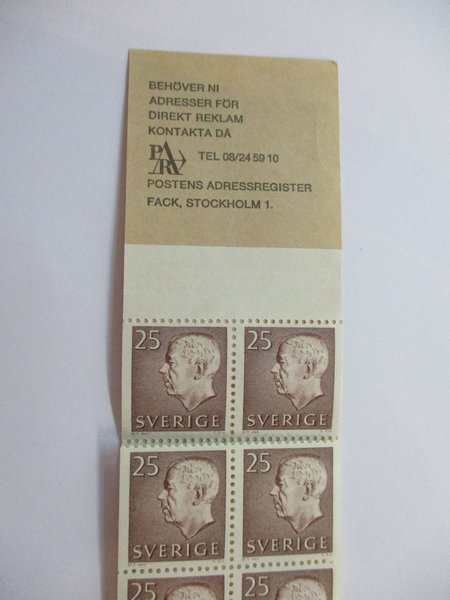 BEHÖVER NI
ADRESSER FÖR
DIREKT REKLAM
KONTAKTA DÅ
PAR TEL 08/24 59 10
POSTENS ADRESSREGISTER
FACK, STOCKHOLM 1.
25 25
SVERIGE SVERIGE
25 25
SVERIGE SVERIGE
25 25